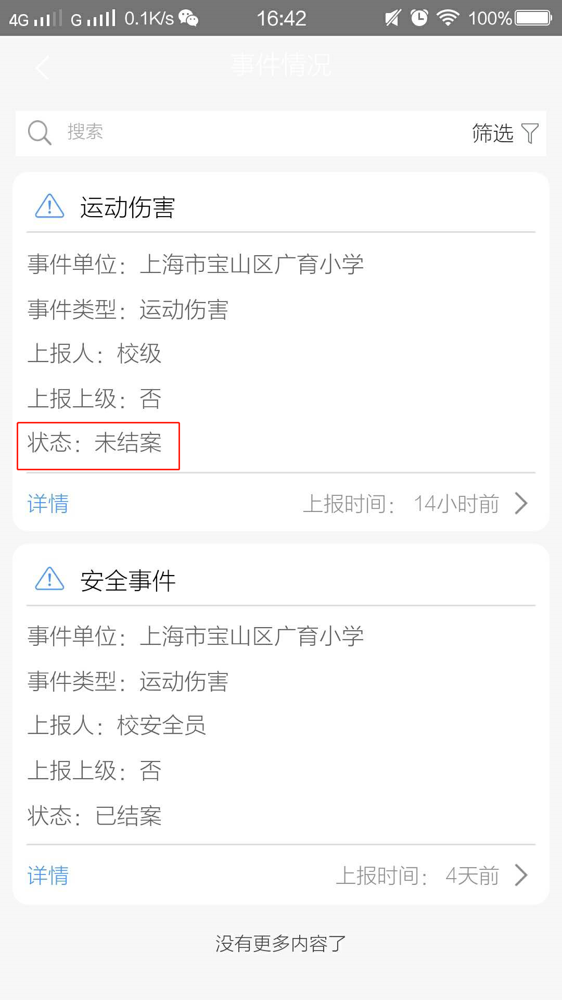 4G G 0.1K/s 16:42 100%
事件情况
搜索 筛选
运动伤害
事件单位：上海市宝山区广育小学
事件类型：运动伤害
上报人：校级
上报上级：否
状态：未结案
详情 上报时间： 14小时前
安全事件
事件单位：上海市宝山区广育小学
事件类型：运动伤害
上报人：校安全员
上报上级：否
状态：已结案
详情 上报时间： 4天前
没有更多内容了